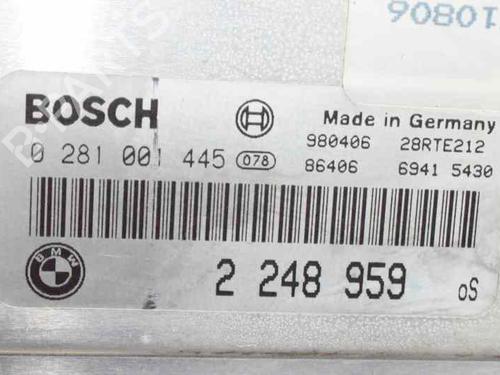 10806
BOSCH
Made in Germany
0 281 001 445 078
980406 28RTE212
86406 6941 5430
BMW
2 248 959 oS